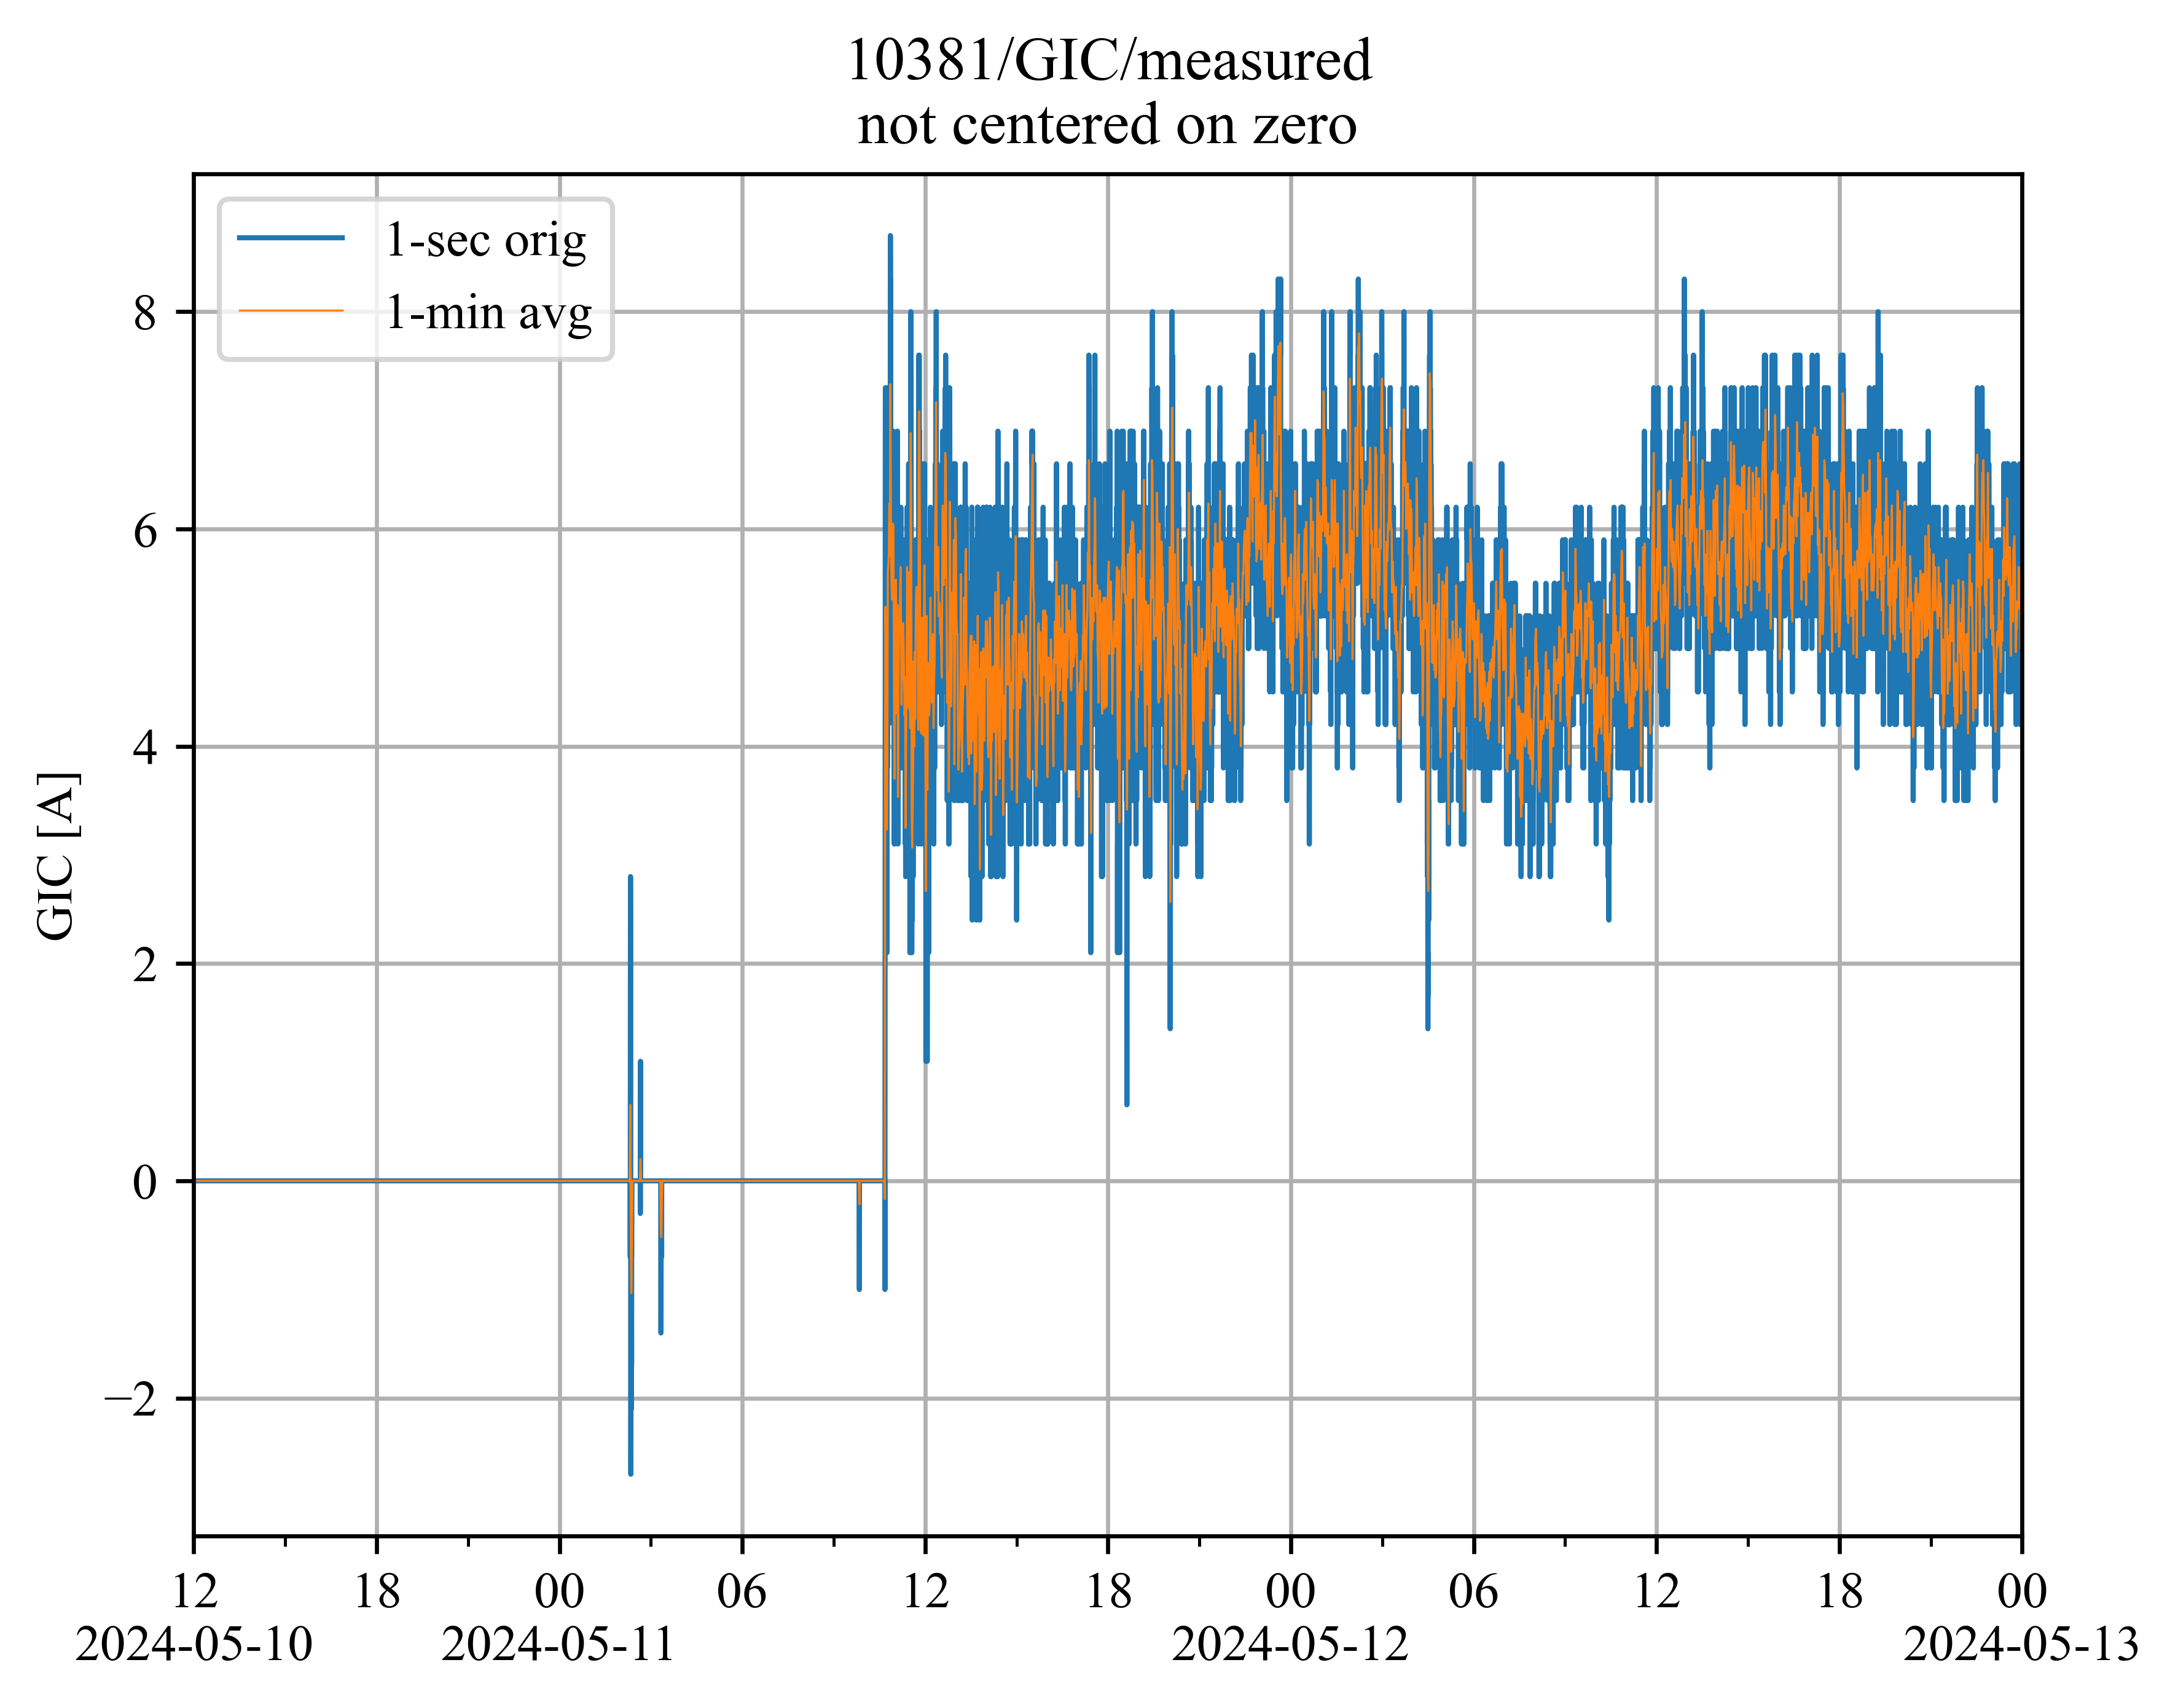 10381/GIC/measured
not centered on zero
1-sec orig
1-min avg
GIC [A]
8
6
4
2
0
−2
12 18 00 06 12 18 00 06 12 18 00
2024-05-10 2024-05-11 2024-05-12 2024-05-13